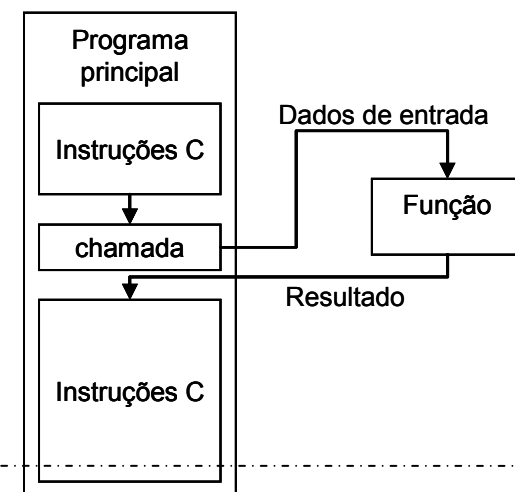 Programa
principal
Instruções C
Dados de entrada
Função
chamada
Resultado
Instruções C